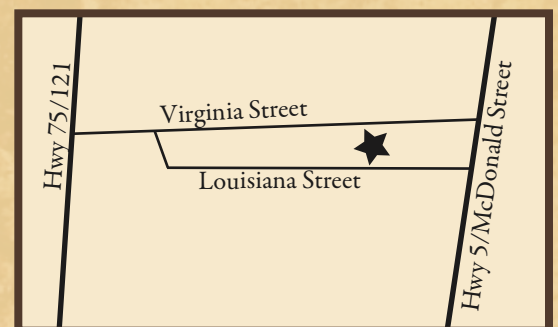 Hwy 75/121
Virginia Street
Louisiana Street
Hwy 5/McDonald Street